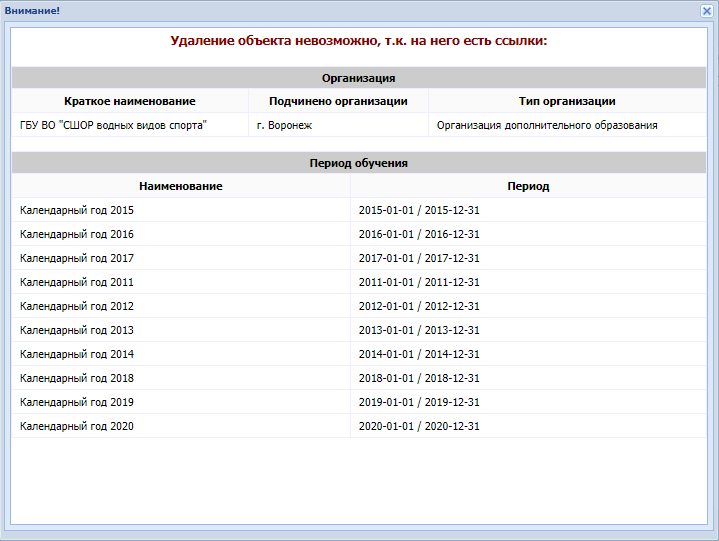 Внимание!
Удаление объекта невозможно, т.к. на него есть ссылки:
Организация
Краткое наименование Подчинено организации Тип организации
ГБУ ВО "СШОР водных видов спорта" г. Воронеж Организация дополнительного образования
Период обучения
Наименование Период
Календарный год 2015 2015-01-01 / 2015-12-31
Календарный год 2016 2016-01-01 / 2016-12-31
Календарный год 2017 2017-01-01 / 2017-12-31
Календарный год 2011 2011-01-01 / 2011-12-31
Календарный год 2012 2012-01-01 / 2012-12-31
Календарный год 2013 2013-01-01 / 2013-12-31
Календарный год 2014 2014-01-01 / 2014-12-31
Календарный год 2018 2018-01-01 / 2018-12-31
Календарный год 2019 2019-01-01 / 2019-12-31
Календарный год 2020 2020-01-01 / 2020-12-31